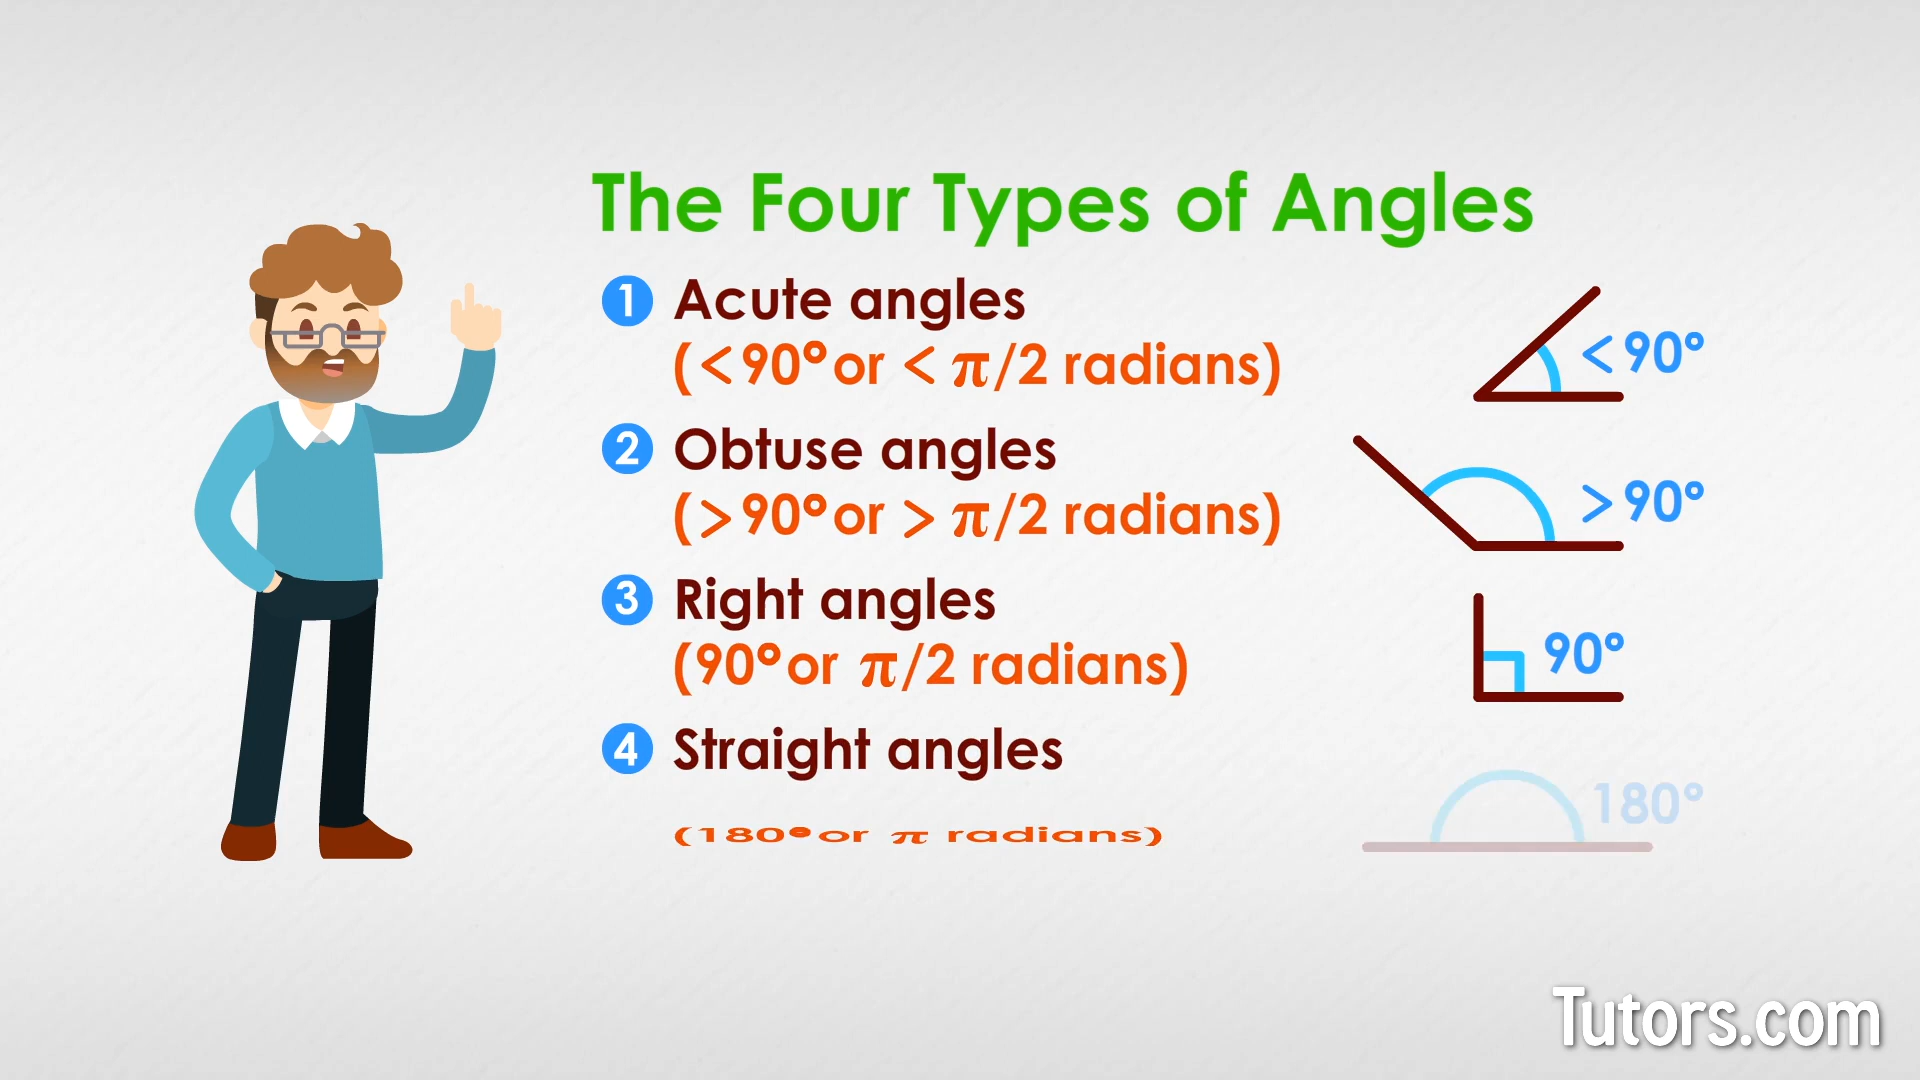 The Four Types of Angles
1 Acute angles
(<90° or < π/2 radians)
<90°
2 Obtuse angles
(>90° or > π/2 radians)
>90°
3 Right angles
(90° or π/2 radians)
90°
4 Straight angles
(180° or π radians)
180°
Tutors.com